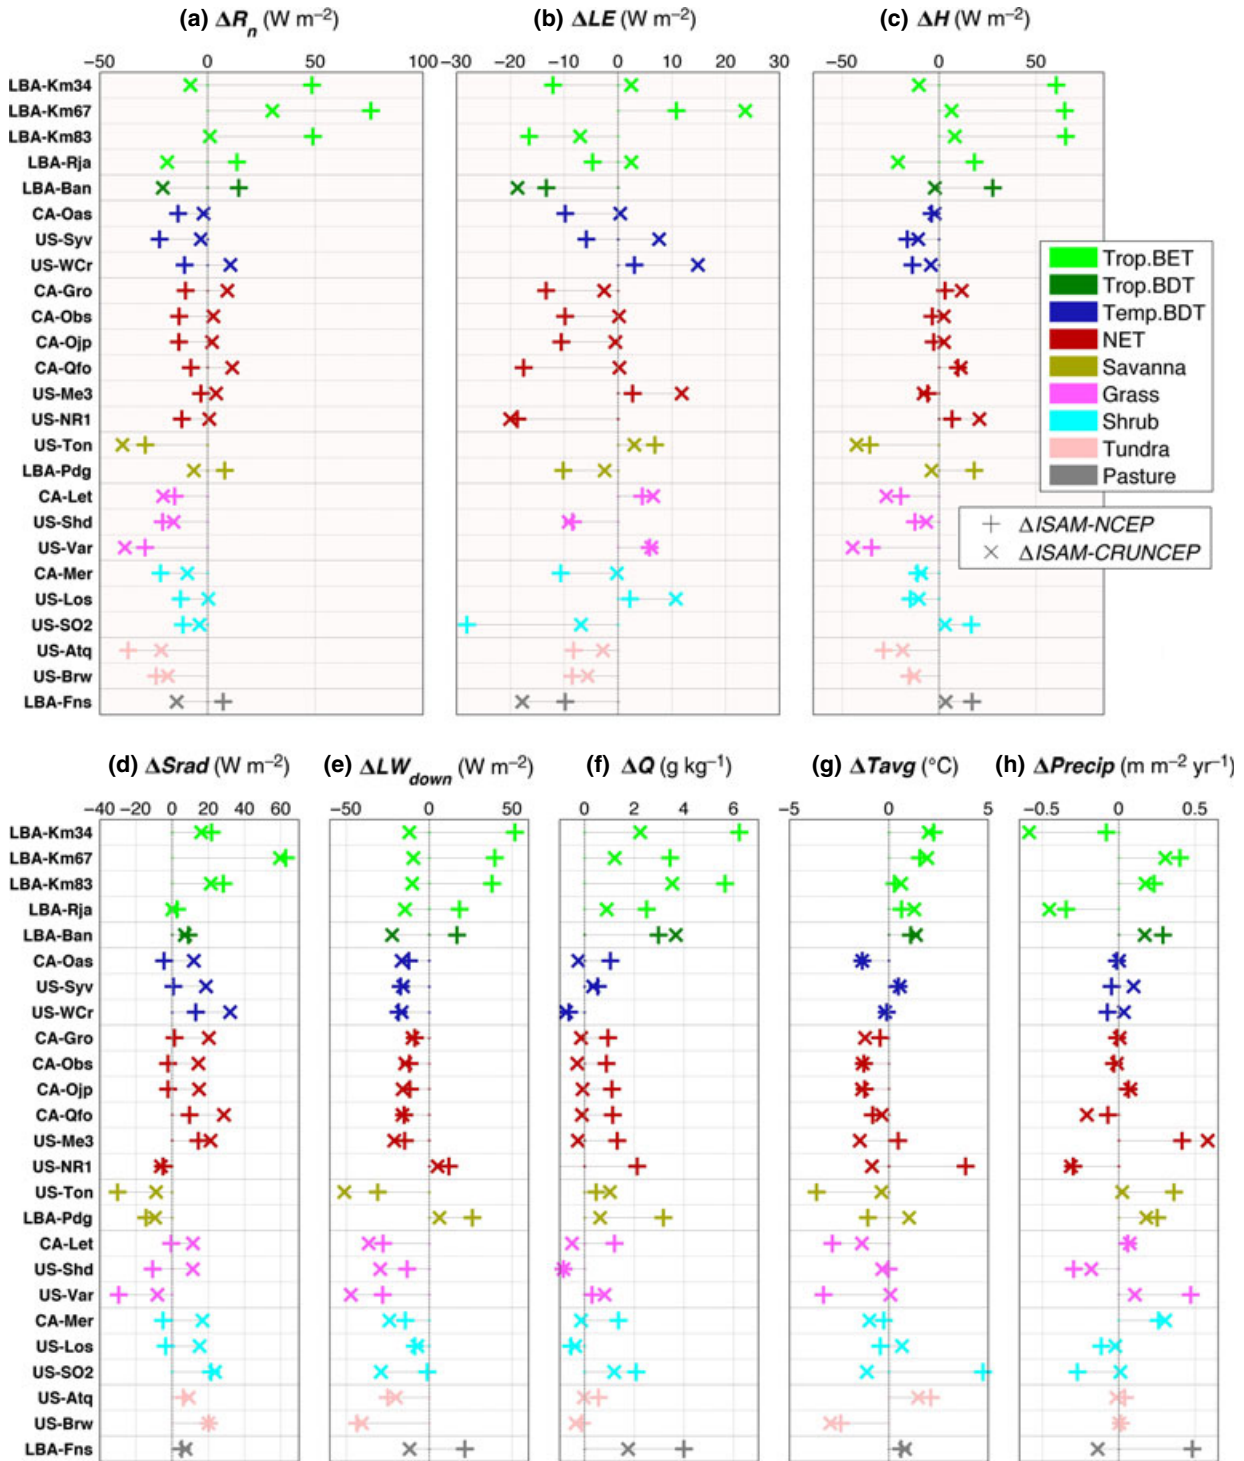 (a) ΔRn (W m−2) (b) ΔLE (W m−2) (c) ΔH (W m−2)
−50 0 50 100 −30 −20 −10 0 10 20 30 −50 0 50
LBA-Km34
LBA-Km67
LBA-Km83
LBA-Rja
LBA-Ban
CA-Oas
US-Syv
US-WCr
CA-Gro
CA-Obs
CA-Ojp
CA-Qfo
US-Me3
US-NR1
US-Ton
LBA-Pdg
CA-Let
US-Shd
US-Var
CA-Mer
US-Los
US-SO2
US-Atq
US-Brw
LBA-Fns
Trop.BET
Trop.BDT
Temp.BDT
NET
Savanna
Grass
Shrub
Tundra
Pasture
ΔISAM-NCEP
ΔISAM-CRUNCEP
(d) ΔSrad (W m−2) (e) ΔLWdown (W m−2) (f) ΔQ (g kg−1) (g) ΔTavg (°C) (h) ΔPrecip (m m−2 yr−1)
−40 −20 0 20 40 60 −50 0 50 0 2 4 6 −5 0 5 −0.5 0 0.5
LBA-Km34
LBA-Km67
LBA-Km83
LBA-Rja
LBA-Ban
CA-Oas
US-Syv
US-WCr
CA-Gro
CA-Obs
CA-Ojp
CA-Qfo
US-Me3
US-NR1
US-Ton
LBA-Pdg
CA-Let
US-Shd
US-Var
CA-Mer
US-Los
US-SO2
US-Atq
US-Brw
LBA-Fns